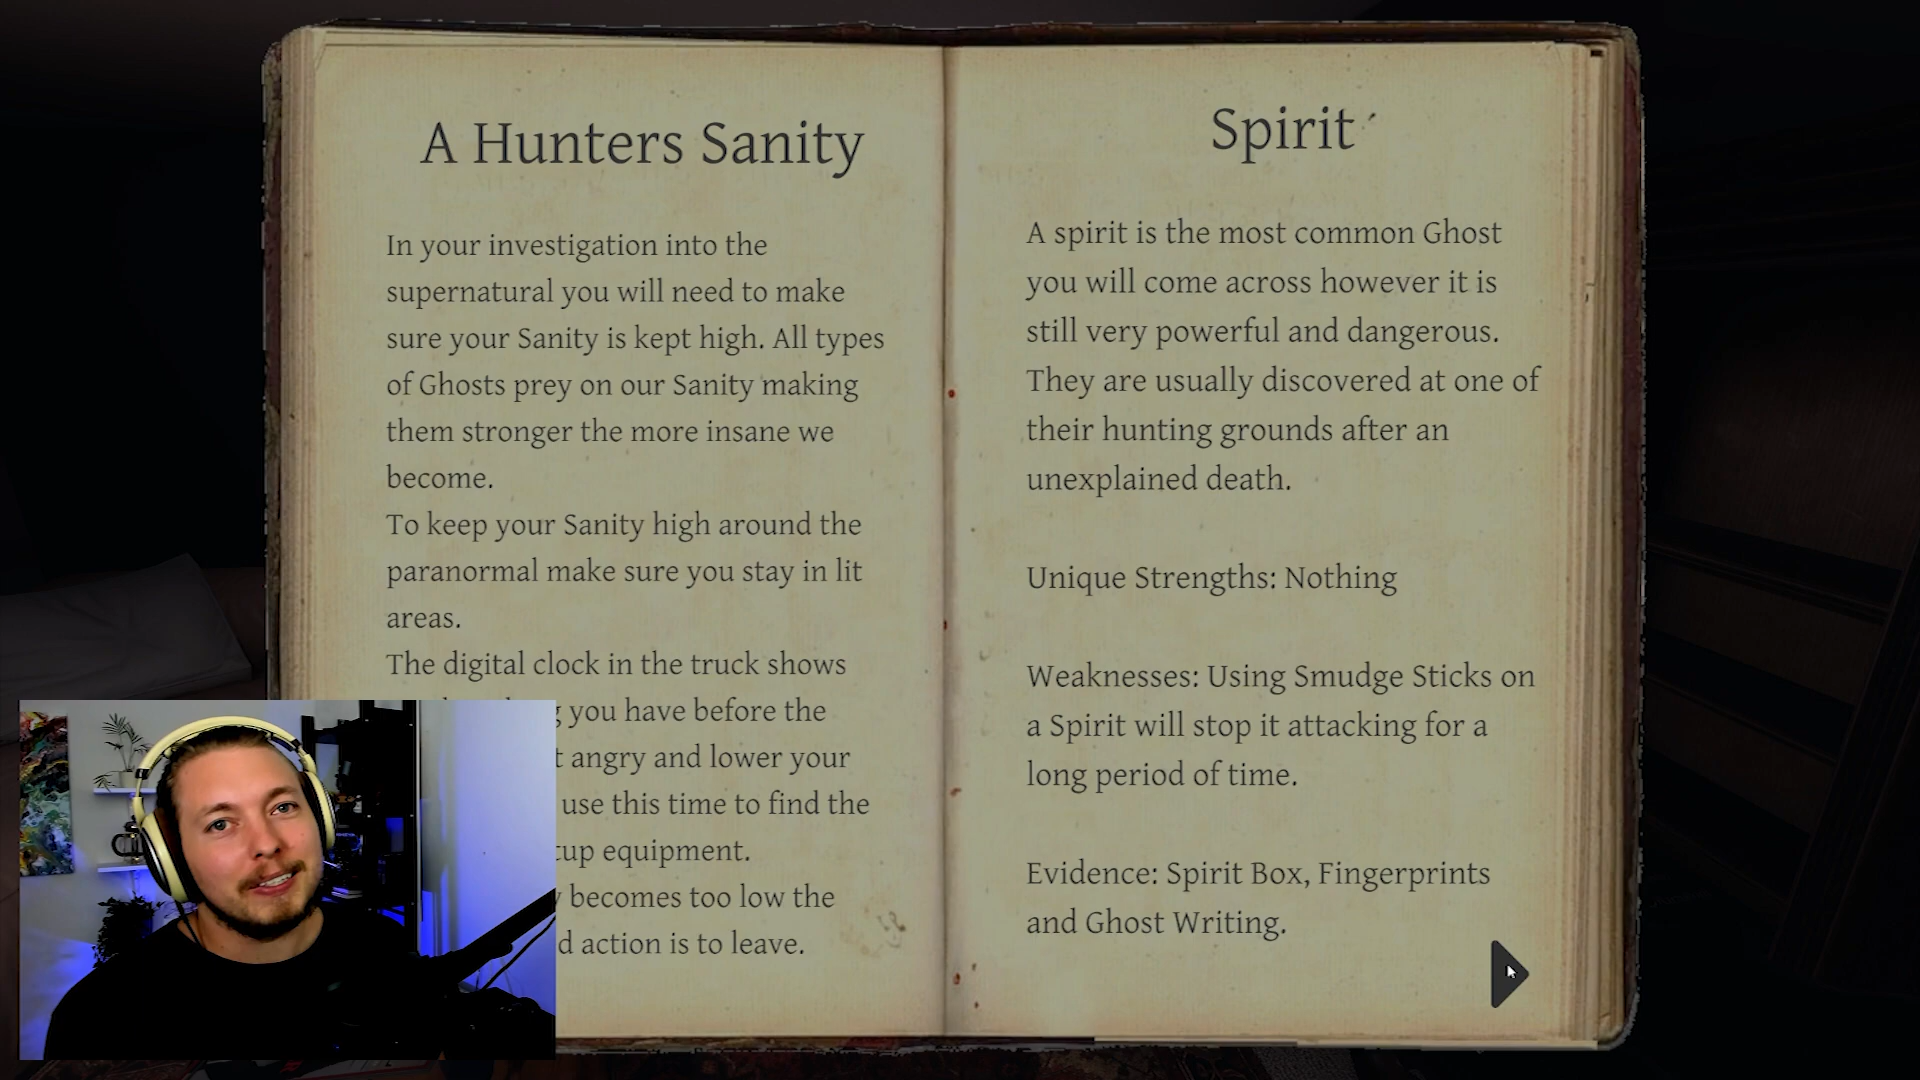 A Hunters Sanity
In your investigation into the
supernatural you will need to make
sure your Sanity is kept high. All types
of Ghosts prey on our Sanity making
them stronger the more insane we
become.
To keep your Sanity high around the
paranormal make sure you stay in lit
areas.
The digital clock in the truck shows
you have before the
angry and lower your
use this time to find the
equipment.
becomes too low the
action is to leave.
Spirit
A spirit is the most common Ghost
you will come across however it is
still very powerful and dangerous.
They are usually discovered at one of
their hunting grounds after an
unexplained death.
Unique Strengths: Nothing
Weaknesses: Using Smudge Sticks on
a Spirit will stop it attacking for a
long period of time.
Evidence: Spirit Box, Fingerprints
and Ghost Writing.